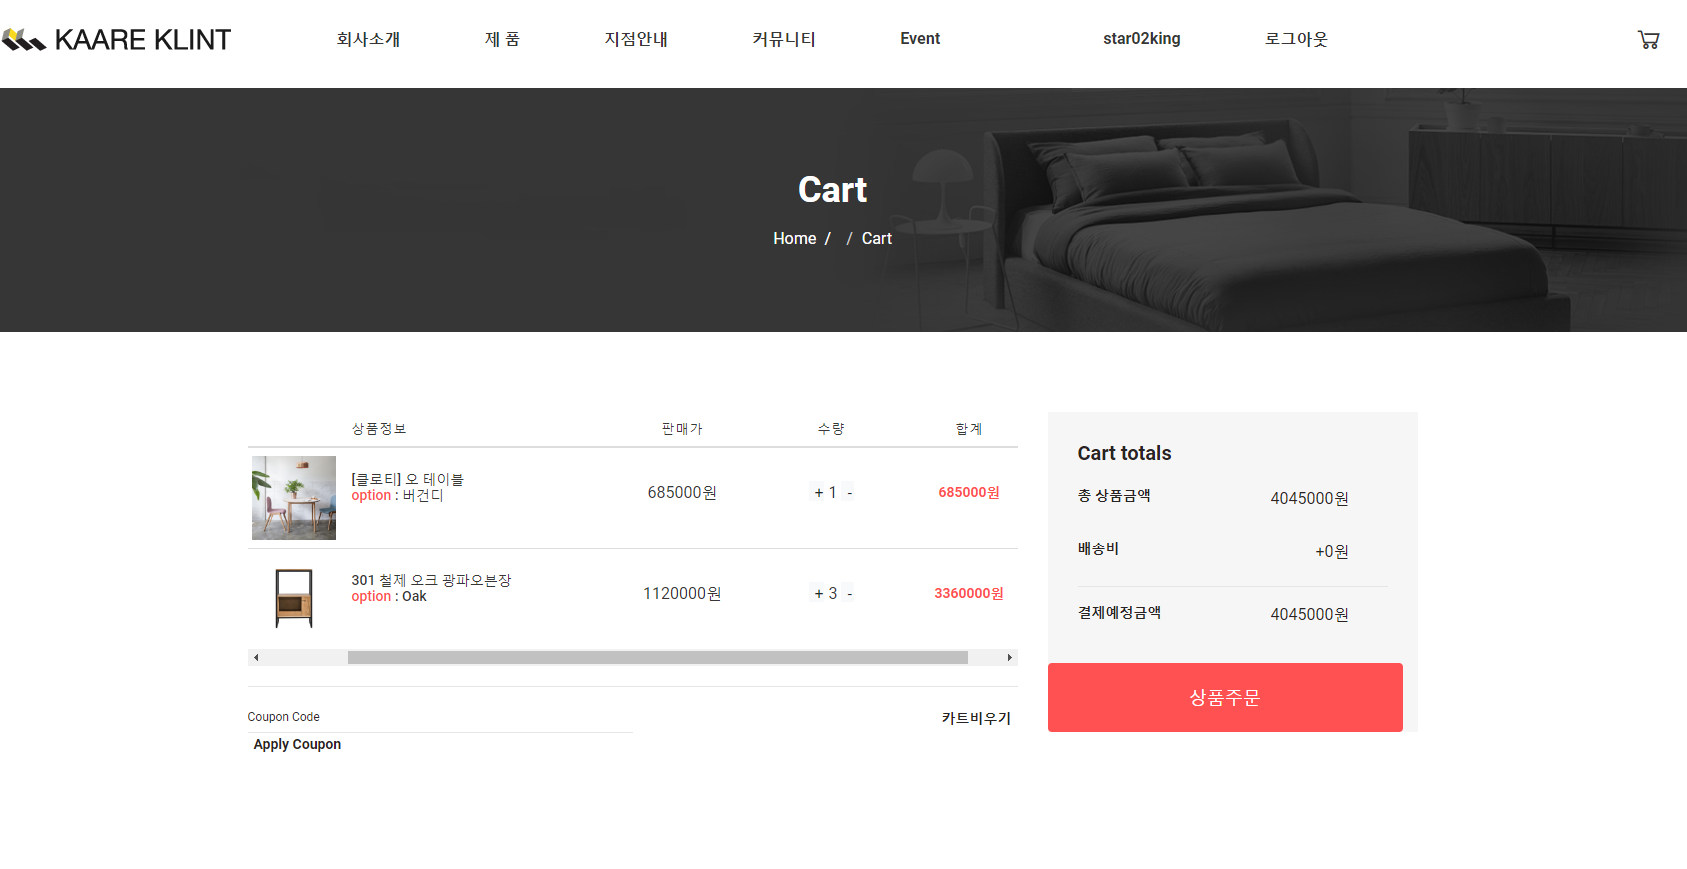 KAARE KLINT
회사소개 제 품 지점안내 커뮤니티 Event star02king 로그아웃
Cart
Home / / Cart
상품정보 판매가 수량 합계
[클로티] 오 테이블
option : 버건디
685000원 + 1 - 685000원
301 철제 오크 광파오븐장
option : Oak
1120000원 + 3 - 3360000원
Coupon Code
카트비우기
Apply Coupon
Cart totals
총 상품금액 4045000원
배송비 +0원
결제예정금액 4045000원
상품주문